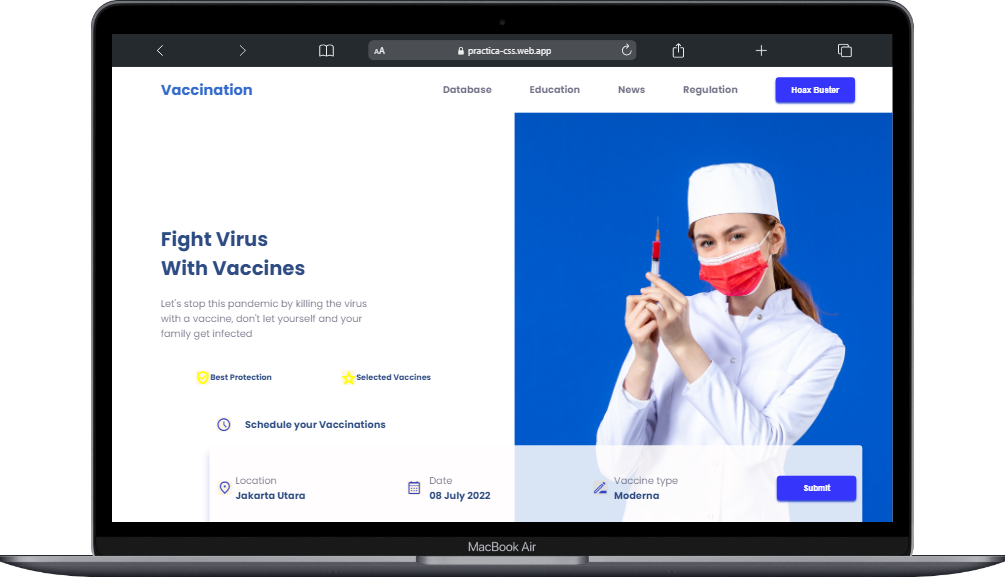 AA practica-css.web.app
Vaccination Database Education News Regulation Hoax Buster
Fight Virus
With Vaccines
Let's stop this pandemic by killing the virus
with a vaccine, don't let yourself and your
family get infected
Best Protection Selected Vaccines
Schedule your Vaccinations
Location Date Vaccine type
Jakarta Utara 08 July 2022 Moderna Submit
MacBook Air